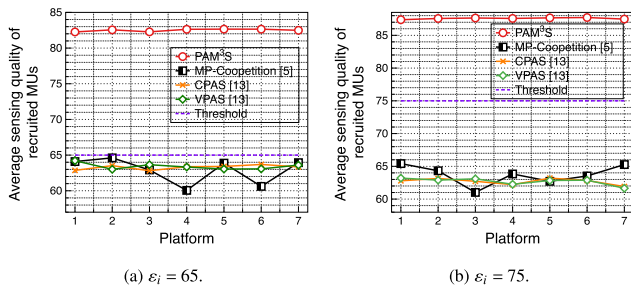 85
80
75
70
65
60
Average sensing quality of
recruited MUs
PAM³S
MP-Coopetition [5]
CPAS [13]
VPAS [13]
Threshold
1 2 3 4 5 6 7
Platform
(a) εᵢ = 65.
85
80
75
70
65
60
Average sensing quality of
recruited MUs
PAM³S
MP-Coopetition [5]
CPAS [13]
VPAS [13]
Threshold
1 2 3 4 5 6 7
Platform
(b) εᵢ = 75.